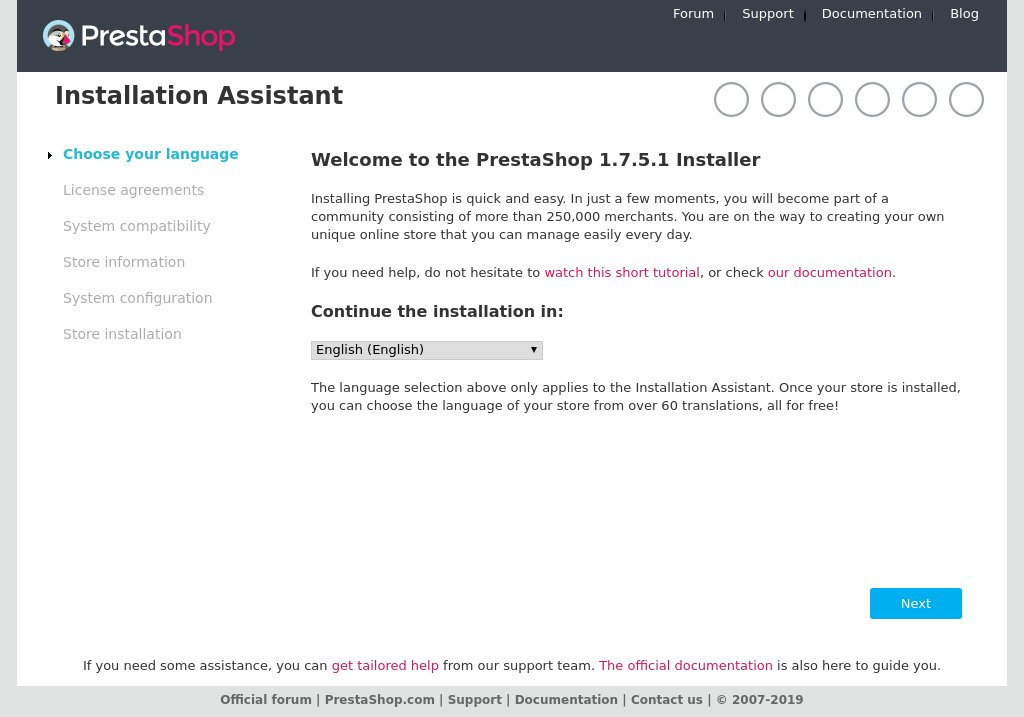 Forum Support Documentation Blog
PrestaShop
Installation Assistant
Choose your language
License agreements
System compatibility
Store information
System configuration
Store installation
Welcome to the PrestaShop 1.7.5.1 Installer
Installing PrestaShop is quick and easy. In just a few moments, you will become part of a
community consisting of more than 250,000 merchants. You are on the way to creating your own
unique online store that you can manage easily every day.
If you need help, do not hesitate to watch this short tutorial, or check our documentation.
Continue the installation in:
English (English)
The language selection above only applies to the Installation Assistant. Once your store is installed,
you can choose the language of your store from over 60 translations, all for free!
Next
If you need some assistance, you can get tailored help from our support team. The official documentation is also here to guide you.
Official forum | PrestaShop.com | Support | Documentation | Contact us | © 2007-2019